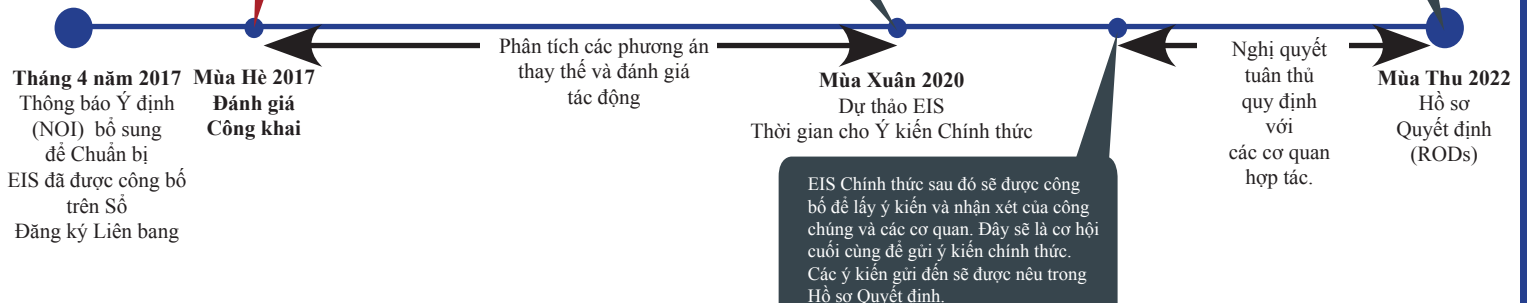 Tháng 4 năm 2017
Thông báo Ý định
(NOI) bổ sung
để Chuẩn bị
EIS đã được công bố
trên Sổ
Đăng ký Liên bang
Mùa Hè 2017
Đánh giá
Công khai
Phân tích các phương án
thay thế và đánh giá
tác động
Mùa Xuân 2020
Dự thảo EIS
Thời gian cho Ý kiến Chính thức
EIS Chính thức sau đó sẽ được công
bố để lấy ý kiến và nhận xét của công
chúng và các cơ quan. Đây sẽ là cơ hội
cuối cùng để gửi ý kiến chính thức.
Các ý kiến gửi đến sẽ được nêu trong
Hồ sơ Quyết định.
Nghị quyết
tuân thủ
quy định
với
các cơ quan
hợp tác.
Mùa Thu 2022
Hồ sơ
Quyết định
(RODs)